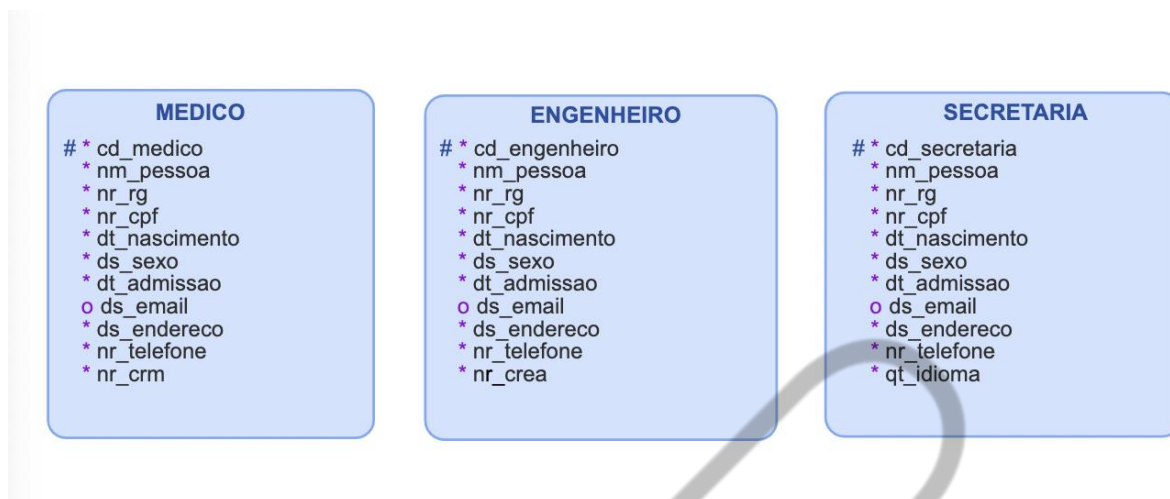 MEDICO
# * cd_medico
* nm_pessoa
* nr_rg
* nr_cpf
* dt_nascimento
* ds_sexo
* dt_admissao
o ds_email
* ds_endereco
* nr_telefone
* nr_crm
ENGENHEIRO
# * cd_engenheiro
* nm_pessoa
* nr_rg
* nr_cpf
* dt_nascimento
* ds_sexo
* dt_admissao
o ds_email
* ds_endereco
* nr_telefone
* nr_crea
SECRETARIA
# * cd_secretaria
* nm_pessoa
* nr_rg
* nr_cpf
* dt_nascimento
* ds_sexo
* dt_admissao
o ds_email
* ds_endereco
* nr_telefone
* qt_idioma